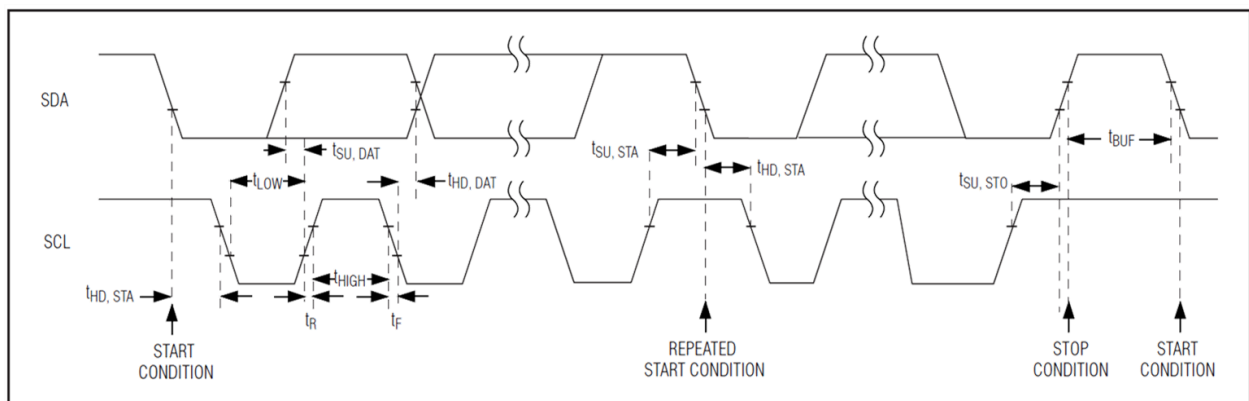 SDA
tSU, DAT
tLOW
tHD, DAT
tSU, STA
tHD, STA
tBUF
tSU, STO
SCL
tHD, STA
tHIGH
tR
tF
START
CONDITION
REPEATED
START CONDITION
STOP
CONDITION
START
CONDITION